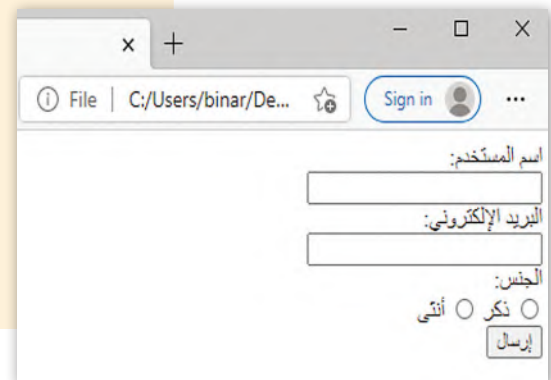 File | C:/Users/binar/De... Sign in ...
اسم المستخدم:
البريد الإلكتروني:
الجنس:
ذكر أنثى
إرسال